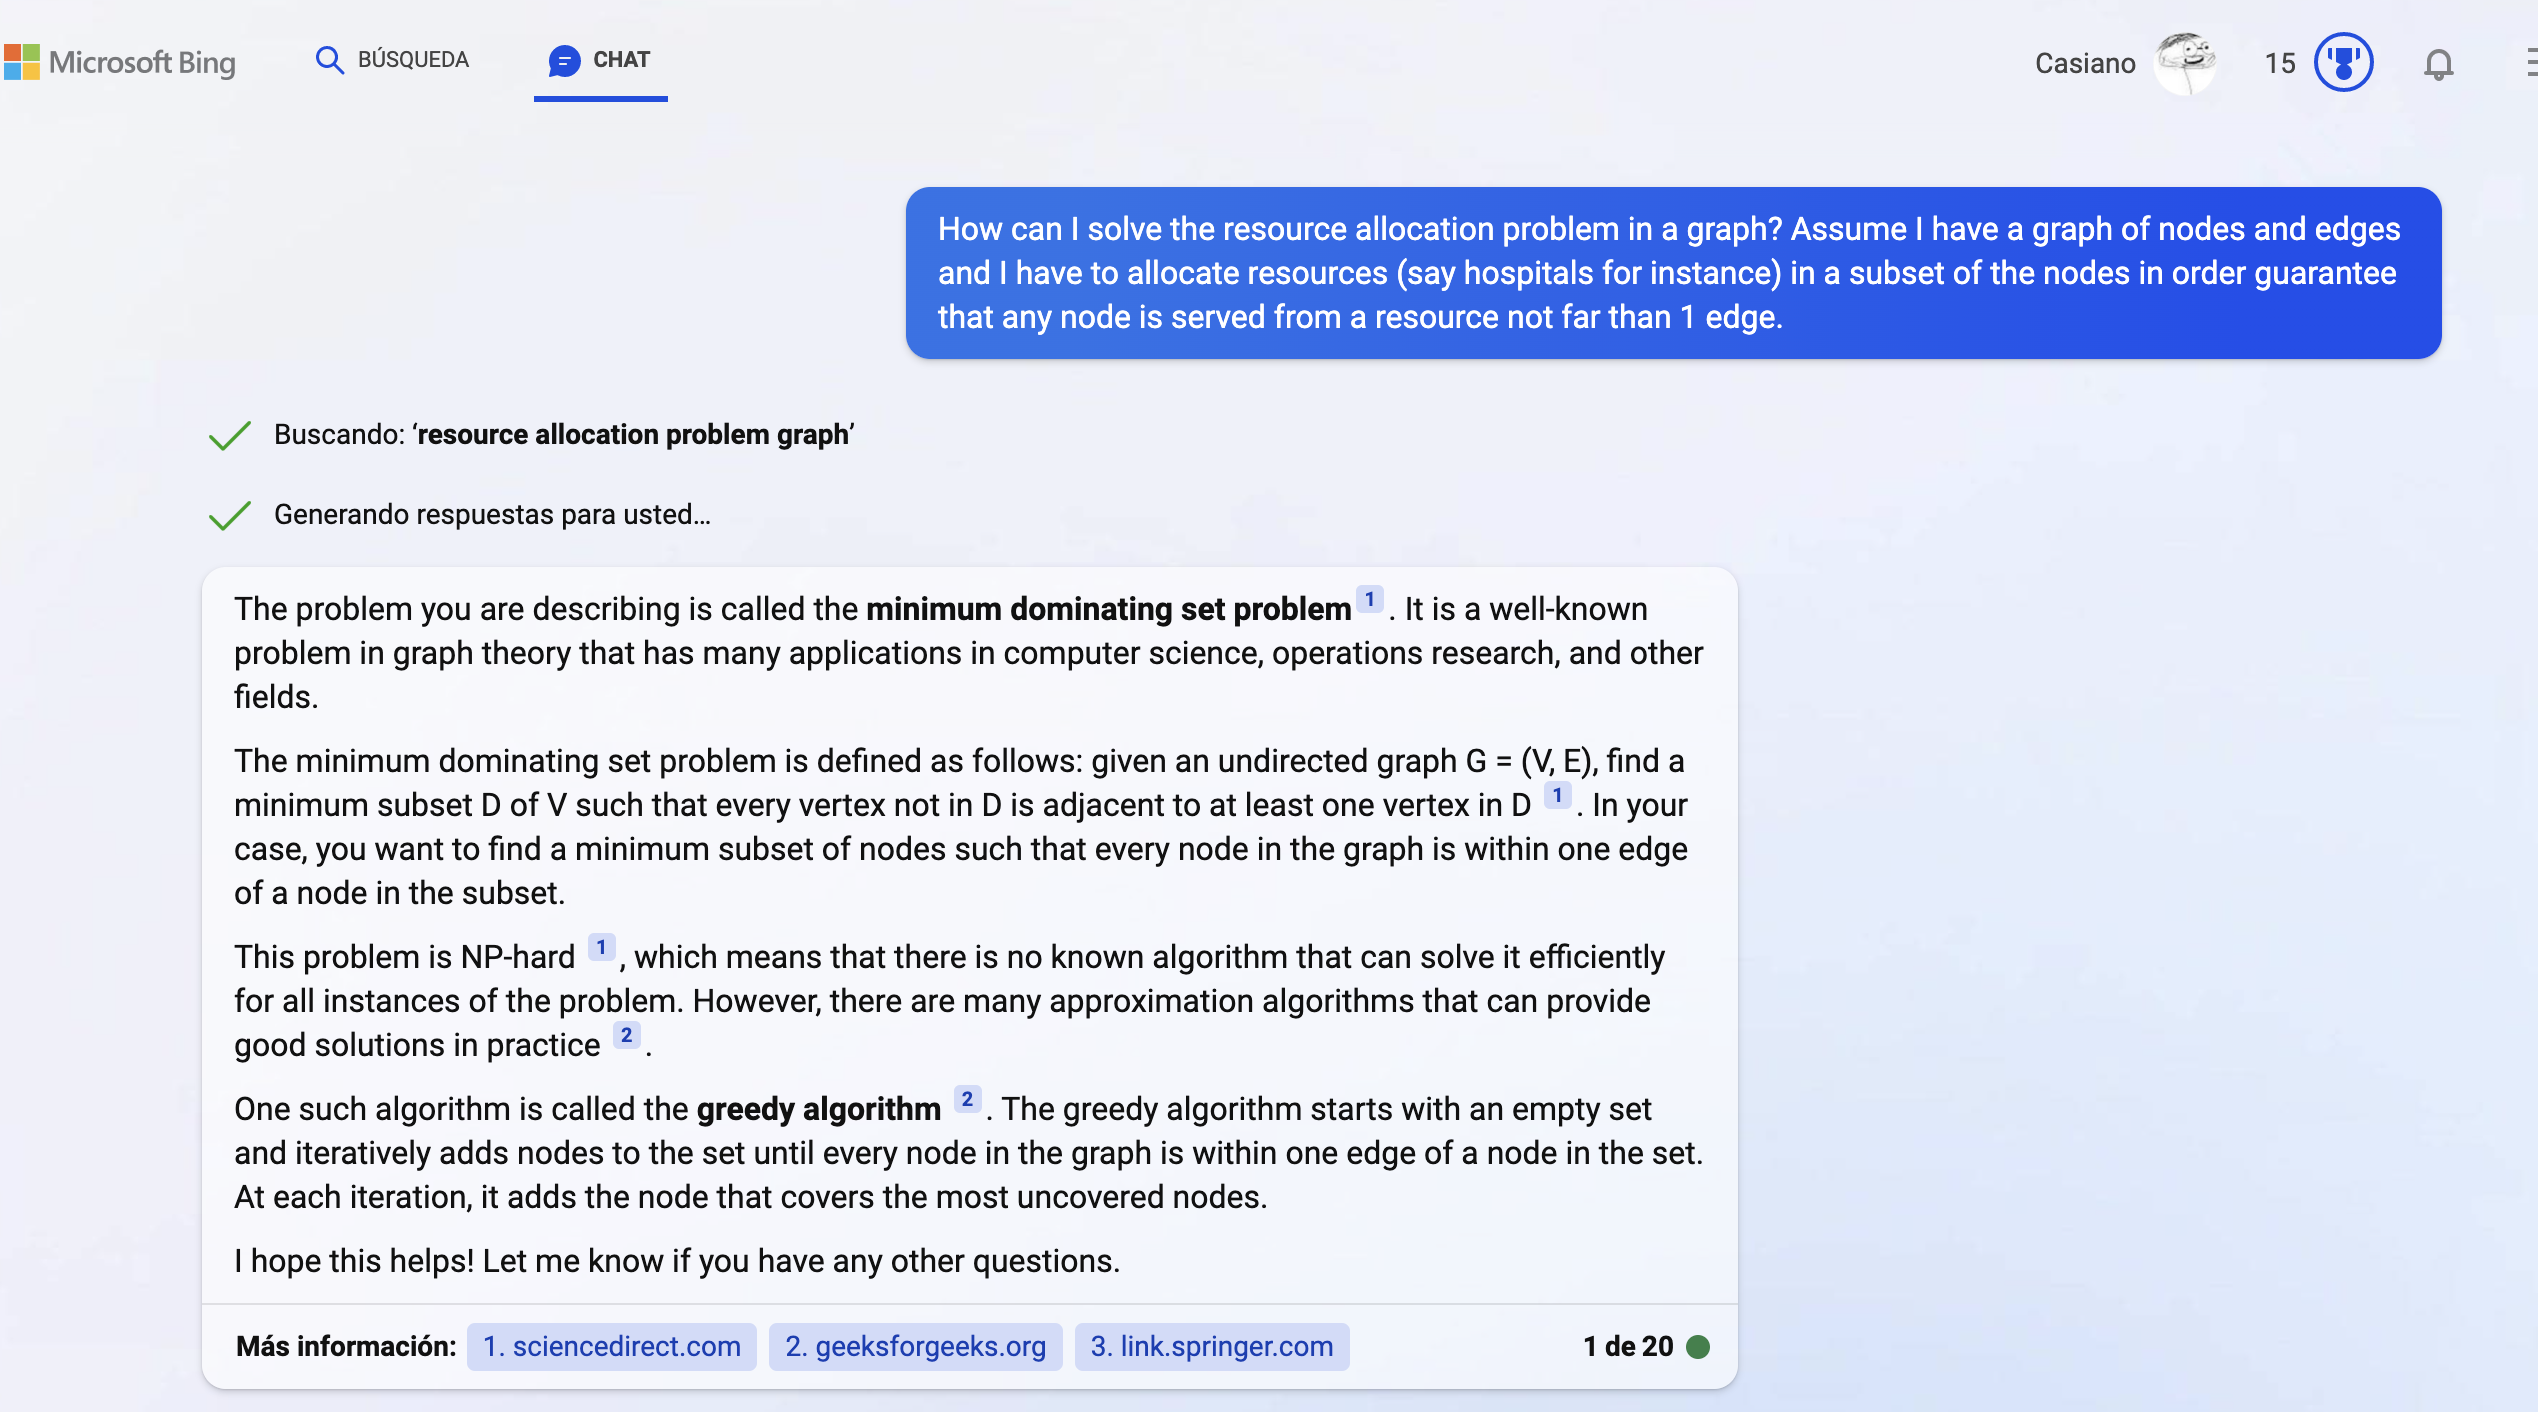 Microsoft Bing
BÚSQUEDA
CHAT
Casiano
15
How can I solve the resource allocation problem in a graph? Assume I have a graph of nodes and edges
and I have to allocate resources (say hospitals for instance) in a subset of the nodes in order guarantee
that any node is served from a resource not far than 1 edge.
Buscando: ‘resource allocation problem graph’
Generando respuestas para usted…
The problem you are describing is called the minimum dominating set problem 1 . It is a well-known
problem in graph theory that has many applications in computer science, operations research, and other
fields.
The minimum dominating set problem is defined as follows: given an undirected graph G = (V, E), find a
minimum subset D of V such that every vertex not in D is adjacent to at least one vertex in D 1 . In your
case, you want to find a minimum subset of nodes such that every node in the graph is within one edge
of a node in the subset.
This problem is NP-hard 1 , which means that there is no known algorithm that can solve it efficiently
for all instances of the problem. However, there are many approximation algorithms that can provide
good solutions in practice 2 .
One such algorithm is called the greedy algorithm 2 . The greedy algorithm starts with an empty set
and iteratively adds nodes to the set until every node in the graph is within one edge of a node in the set.
At each iteration, it adds the node that covers the most uncovered nodes.
I hope this helps! Let me know if you have any other questions.
Más información: 1. sciencedirect.com 2. geeksforgeeks.org 3. link.springer.com 1 de 20